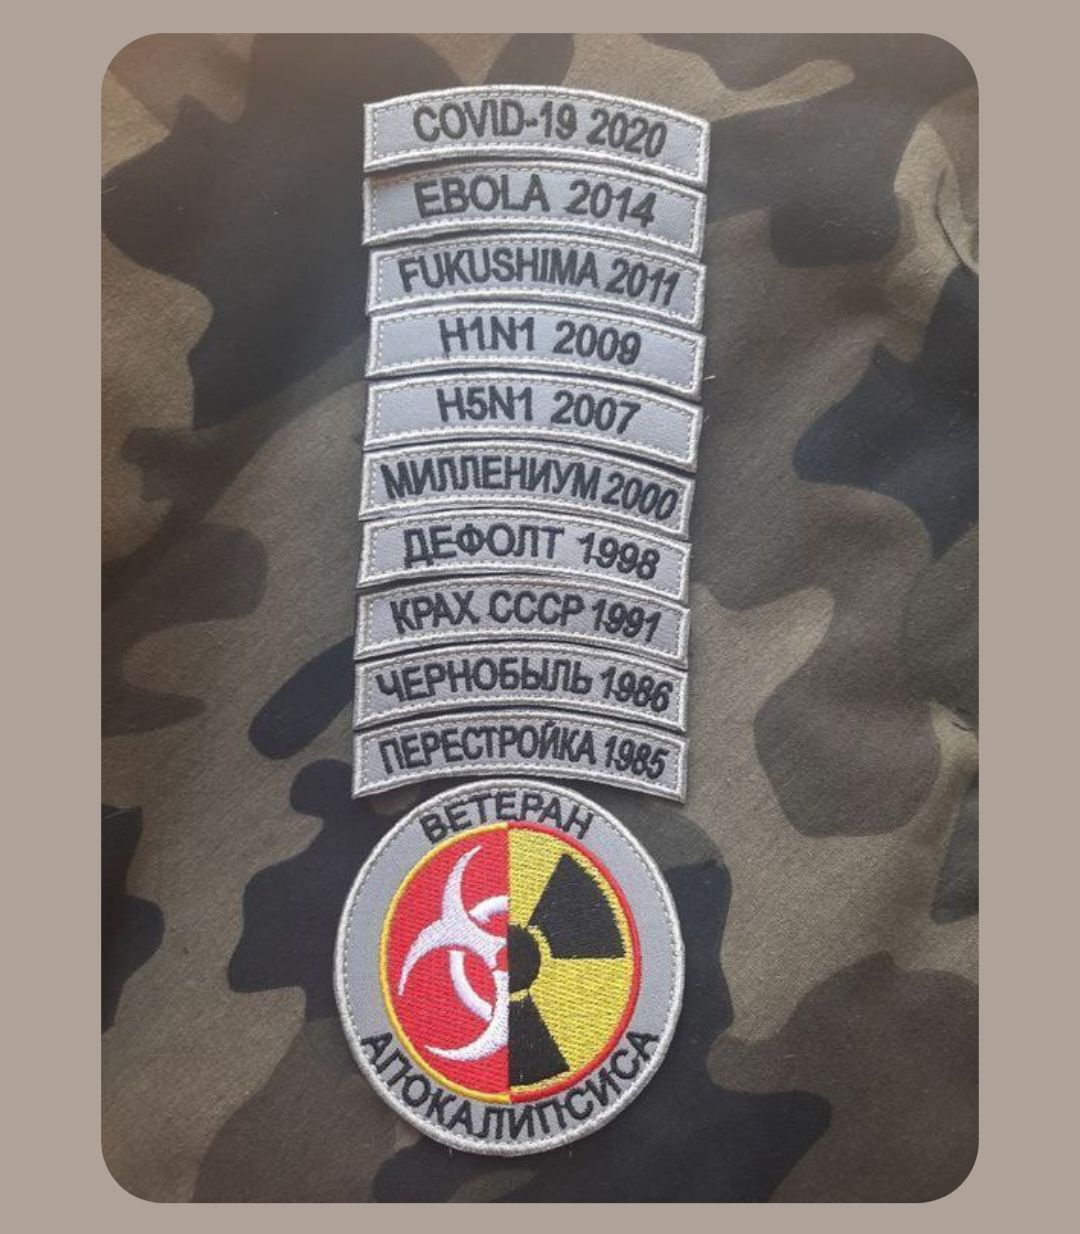 COVID-19 2020
EBOLA 2014
FUKUSHIMA 2011
H1N1 2009
H5N1 2007
МИЛЛЕНИУМ 2000
ДЕФОЛТ 1998
КРАХ СССР 1991
ЧЕРНОБЫЛЬ 1986
ПЕРЕСТРОЙКА 1985
ВЕТЕРАН
АПОКАЛИПСИСА